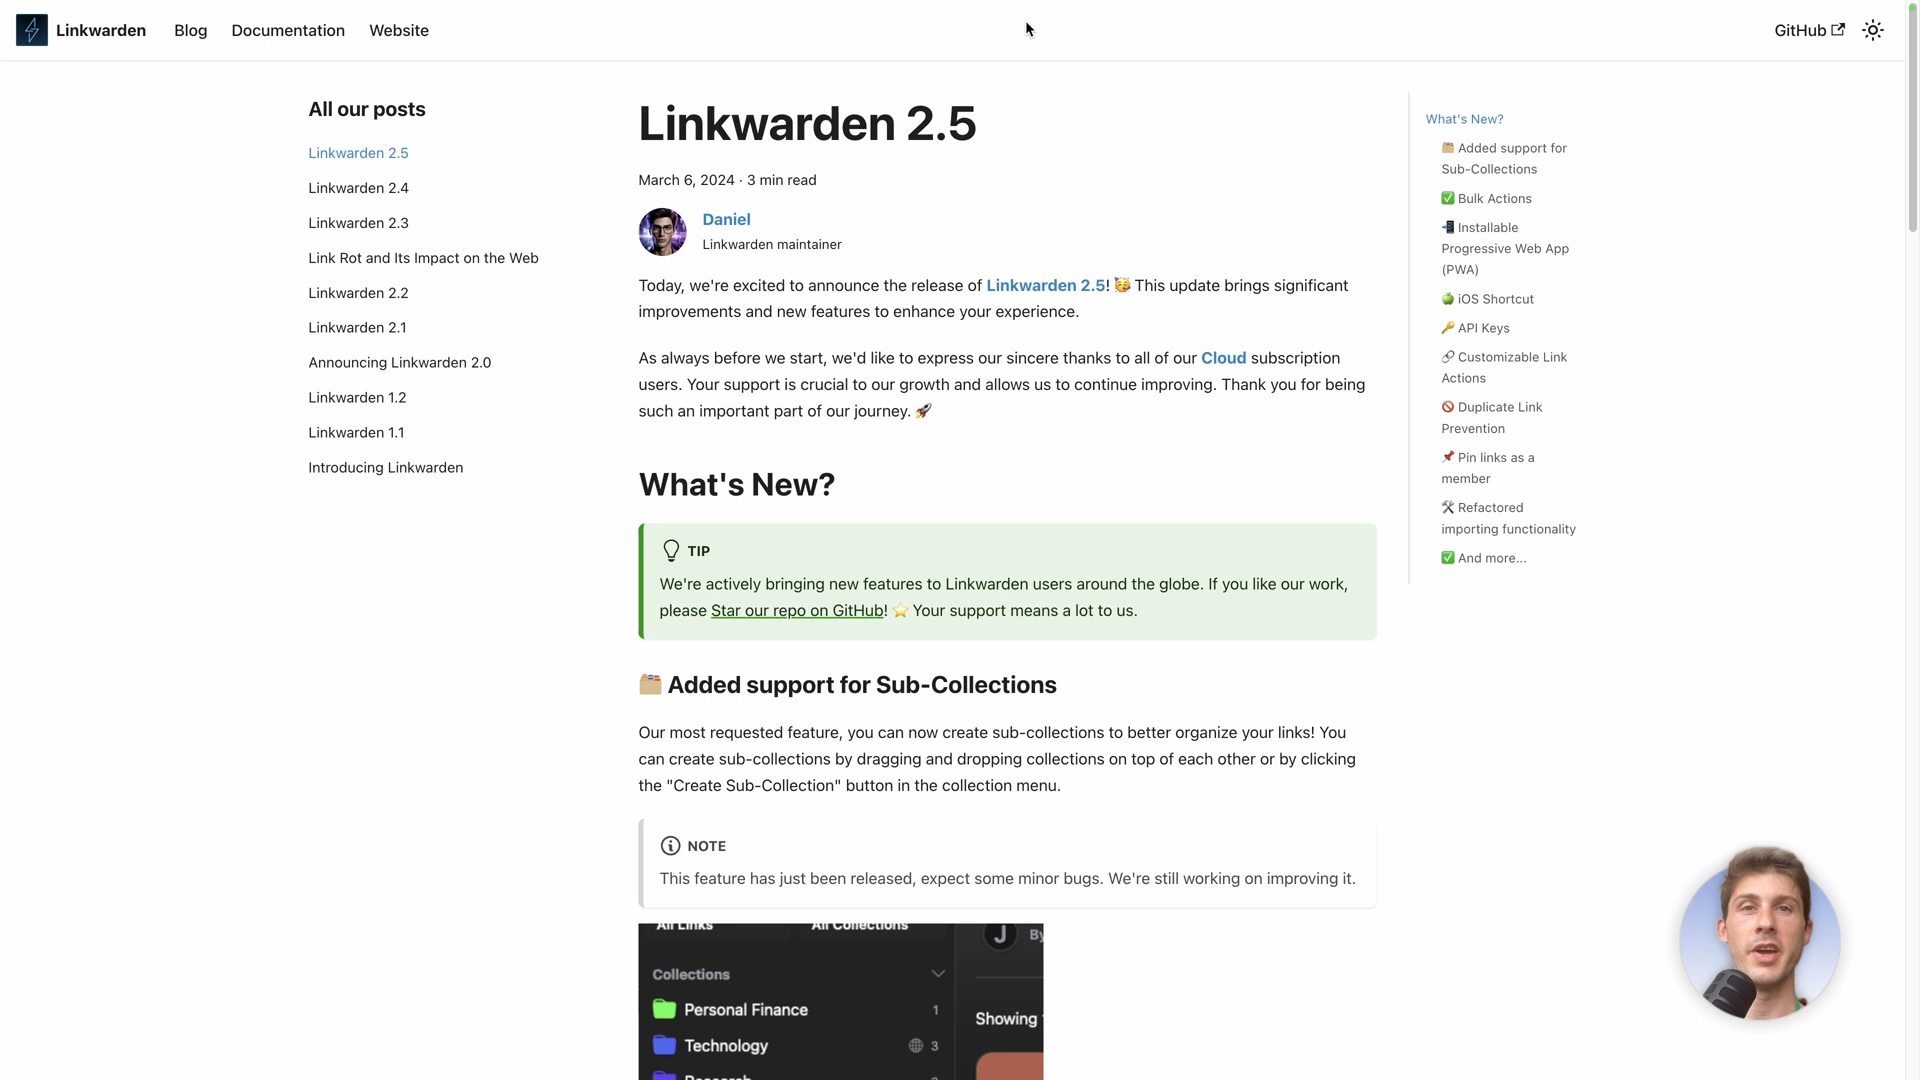 Linkwarden
Blog
Documentation
Website
GitHub
All our posts
Linkwarden 2.5
Linkwarden 2.4
Linkwarden 2.3
Link Rot and Its Impact on the Web
Linkwarden 2.2
Linkwarden 2.1
Announcing Linkwarden 2.0
Linkwarden 1.2
Linkwarden 1.1
Introducing Linkwarden
Linkwarden 2.5
March 6, 2024 · 3 min read
Daniel
Linkwarden maintainer
Today, we're excited to announce the release of Linkwarden 2.5! 🥳 This update brings significant
improvements and new features to enhance your experience.
As always before we start, we'd like to express our sincere thanks to all of our Cloud subscription
users. Your support is crucial to our growth and allows us to continue improving. Thank you for being
such an important part of our journey. 🚀
What's New?
TIP
We're actively bringing new features to Linkwarden users around the globe. If you like our work,
please Star our repo on GitHub! ⭐ Your support means a lot to us.
🗂️ Added support for Sub-Collections
Our most requested feature, you can now create sub-collections to better organize your links! You
can create sub-collections by dragging and dropping collections on top of each other or by clicking
the "Create Sub-Collection" button in the collection menu.
NOTE
This feature has just been released, expect some minor bugs. We're still working on improving it.
All Links
All Collections
J
By
Collections
Personal Finance 1
Showing
Technology 3
Research
What's New?
🗂️ Added support for
Sub-Collections
✅ Bulk Actions
📲 Installable
Progressive Web App
(PWA)
🍏 iOS Shortcut
🔑 API Keys
🔗 Customizable Link
Actions
🚫 Duplicate Link
Prevention
📌 Pin links as a
member
🛠️ Refactored
importing functionality
✅ And more...